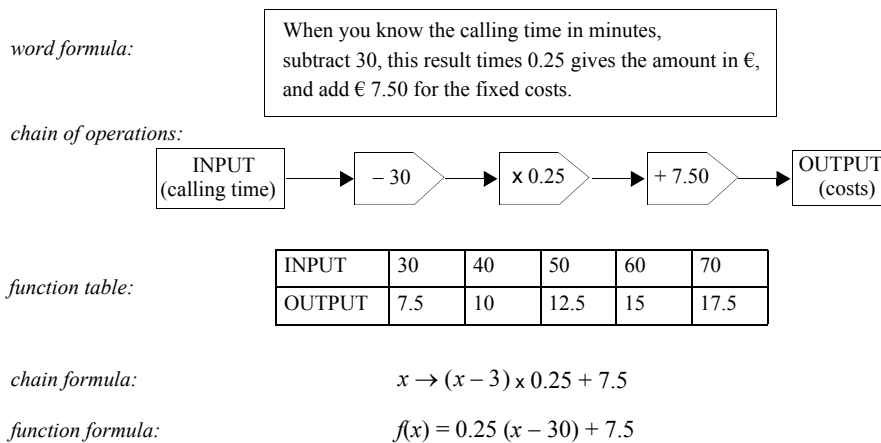 word formula:
When you know the calling time in minutes,
subtract 30, this result times 0.25 gives the amount in €,
and add € 7.50 for the fixed costs.
chain of operations:
INPUT
(calling time)
– 30
x 0.25
+ 7.50
OUTPUT
(costs)
function table:
INPUT 30 40 50 60 70
OUTPUT 7.5 10 12.5 15 17.5
chain formula: x → (x – 3) x 0.25 + 7.5
function formula: f(x) = 0.25 (x – 30) + 7.5